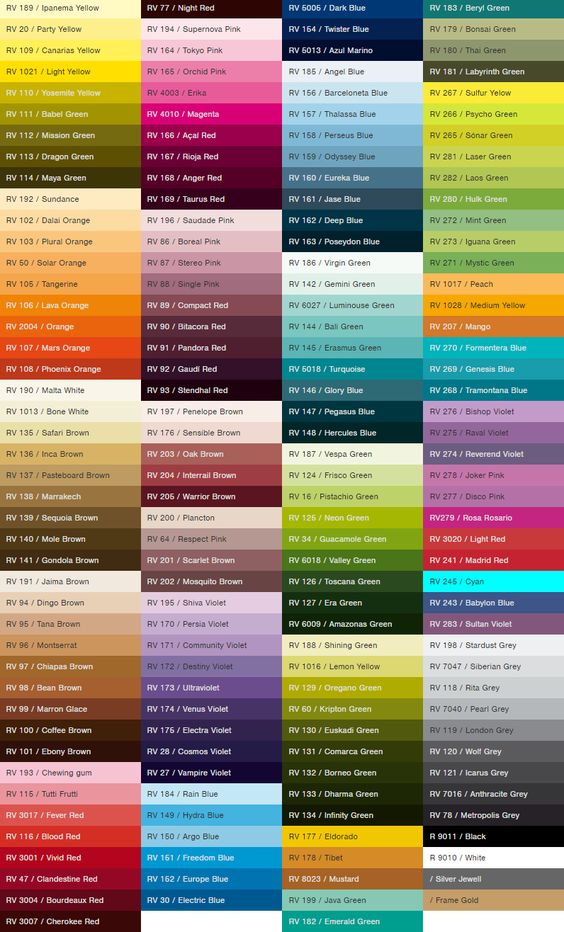 RV 189 / Ipanema Yellow
RV 20 / Party Yellow
RV 109 / Canarias Yellow
RV 1021 / Light Yellow
RV 110 / Yosemite Yellow
RV 111 / Babel Green
RV 112 / Mission Green
RV 113 / Dragon Green
RV 114 / Maya Green
RV 192 / Sundance
RV 102 / Dalai Orange
RV 103 / Plural Orange
RV 50 / Solar Orange
RV 105 / Tangerine
RV 106 / Lava Orange
RV 2004 / Orange
RV 107 / Mars Orange
RV 108 / Phoenix Orange
RV 190 / Malta White
RV 1013 / Bone White
RV 135 / Safari Brown
RV 136 / Inca Brown
RV 137 / Pasteboard Brown
RV 138 / Marrakech
RV 139 / Sequoia Brown
RV 140 / Mole Brown
RV 141 / Gondola Brown
RV 191 / Jaima Brown
RV 94 / Dingo Brown
RV 95 / Tana Brown
RV 96 / Montserrat
RV 97 / Chiapas Brown
RV 98 / Bean Brown
RV 99 / Marron Glace
RV 100 / Coffee Brown
RV 101 / Ebony Brown
RV 193 / Chewing gum
RV 115 / Tutti Frutti
RV 3017 / Fever Red
RV 116 / Blood Red
RV 3001 / Vivid Red
RV 47 / Clandestine Red
RV 3004 / Bourdeaux Red
RV 3007 / Cherokee Red
RV 77 / Night Red
RV 194 / Supernova Pink
RV 164 / Tokyo Pink
RV 165 / Orchid Pink
RV 4003 / Erika
RV 4010 / Magenta
RV 166 / Açaí Red
RV 167 / Rioja Red
RV 168 / Anger Red
RV 169 / Taurus Red
RV 196 / Saudade Pink
RV 86 / Boreal Pink
RV 87 / Stereo Pink
RV 88 / Single Pink
RV 89 / Compact Red
RV 90 / Bitacora Red
RV 91 / Pandora Red
RV 92 / Gaudí Red
RV 93 / Stendhal Red
RV 197 / Penelope Brown
RV 176 / Sensible Brown
RV 203 / Oak Brown
RV 204 / Interrail Brown
RV 205 / Warrior Brown
RV 200 / Plancton
RV 64 / Respect Pink
RV 201 / Scarlet Brown
RV 202 / Mosquito Brown
RV 195 / Shiva Violet
RV 170 / Persia Violet
RV 171 / Community Violet
RV 172 / Destiny Violet
RV 173 / Ultraviolet
RV 174 / Venus Violet
RV 175 / Electra Violet
RV 28 / Cosmos Violet
RV 27 / Vampire Violet
RV 184 / Rain Blue
RV 149 / Hydra Blue
RV 150 / Argo Blue
RV 161 / Freedom Blue
RV 162 / Europe Blue
RV 30 / Electric Blue
RV 5005 / Dark Blue
RV 154 / Twister Blue
RV 5013 / Azul Marino
RV 185 / Angel Blue
RV 156 / Barceloneta Blue
RV 157 / Thalassa Blue
RV 158 / Perseus Blue
RV 159 / Odyssey Blue
RV 160 / Eureka Blue
RV 161 / Jase Blue
RV 162 / Deep Blue
RV 163 / Poseydon Blue
RV 186 / Virgin Green
RV 142 / Gemini Green
RV 6027 / Luminouse Green
RV 144 / Bali Green
RV 145 / Erasmus Green
RV 5018 / Turquoise
RV 146 / Glory Blue
RV 147 / Pegasus Blue
RV 148 / Hercules Blue
RV 187 / Vespa Green
RV 124 / Frisco Green
RV 16 / Pistachio Green
RV 125 / Neon Green
RV 34 / Guacamole Green
RV 6018 / Valley Green
RV 126 / Toscana Green
RV 127 / Era Green
RV 6009 / Amazonas Green
RV 188 / Shining Green
RV 1016 / Lemon Yellow
RV 129 / Oregano Green
RV 60 / Kripton Green
RV 130 / Euskadi Green
RV 131 / Comarca Green
RV 132 / Borneo Green
RV 133 / Dharma Green
RV 134 / Infinity Green
RV 177 / Eldorado
RV 178 / Tibet
RV 8023 / Mustard
RV 199 / Java Green
RV 182 / Emerald Green
RV 183 / Beryl Green
RV 179 / Bonsai Green
RV 180 / Thai Green
RV 181 / Labyrinth Green
RV 267 / Sulfur Yellow
RV 266 / Psycho Green
RV 265 / Sónar Green
RV 281 / Laser Green
RV 282 / Laos Green
RV 280 / Hulk Green
RV 272 / Mint Green
RV 273 / Iguana Green
RV 271 / Mystic Green
RV 1017 / Peach
RV 1028 / Medium Yellow
RV 207 / Mango
RV 270 / Formentera Blue
RV 269 / Genesis Blue
RV 268 / Tramontana Blue
RV 276 / Bishop Violet
RV 275 / Raval Violet
RV 274 / Reverend Violet
RV 278 / Joker Pink
RV 277 / Disco Pink
RV279 / Rosa Rosario
RV 3020 / Light Red
RV 241 / Madrid Red
RV 245 / Cyan
RV 243 / Babylon Blue
RV 283 / Sultan Violet
RV 198 / Stardust Grey
RV 7047 / Siberian Grey
RV 118 / Rita Grey
RV 7040 / Pearl Grey
RV 119 / London Grey
RV 120 / Wolf Grey
RV 121 / Icarus Grey
RV 7016 / Anthracite Grey
RV 78 / Metropolis Grey
R 9011 / Black
R 9010 / White
/ Silver Jewell
/ Frame Gold